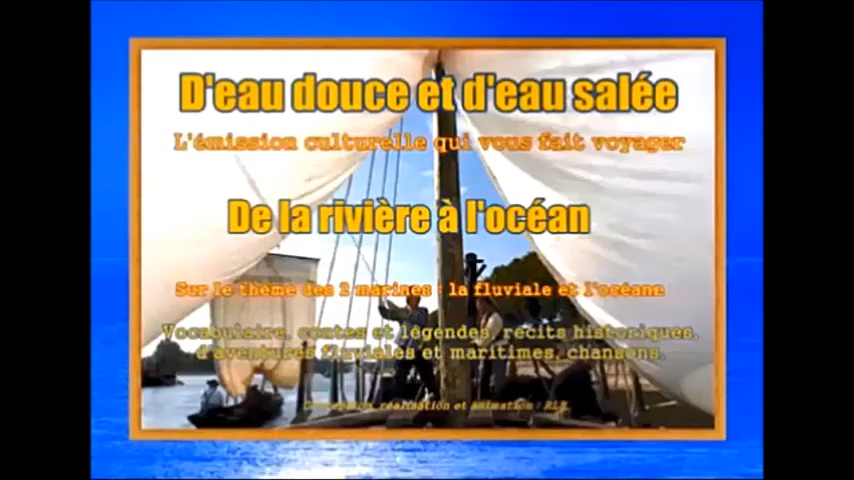 D'eau douce et d'eau salée
L'émission culturelle qui vous fait voyager
De la rivière à l'océan
Sur le thème des 2 marines : la fluviale et l'océane
Vocabulaire, contes et légendes, récits historiques,
d'aventures fluviales et maritimes, chansons.
Conception, réalisation et animation : RLB